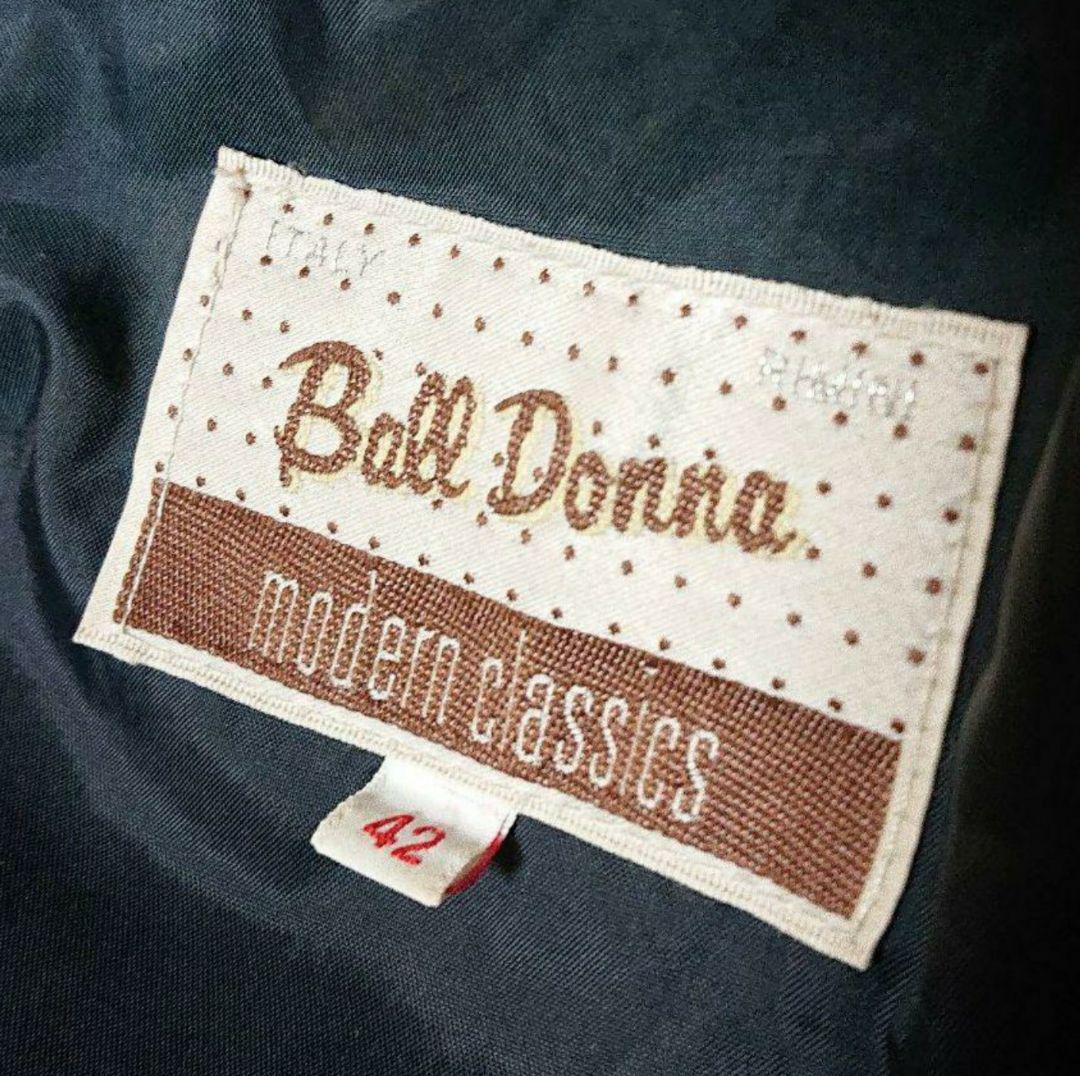 ITALY
Ball Donna
modern classics
42